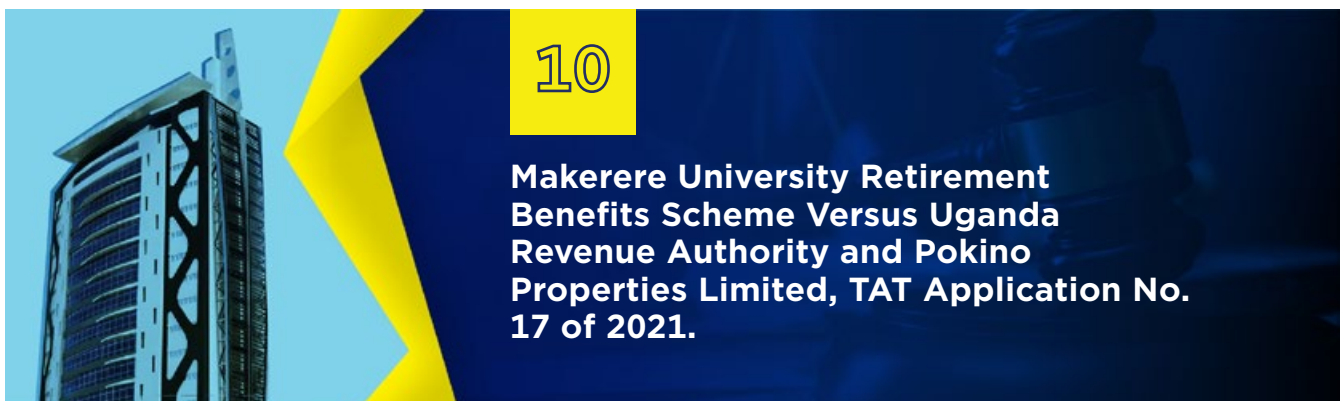 10
Makerere University Retirement
Benefits Scheme Versus Uganda
Revenue Authority and Pokino
Properties Limited, TAT Application No.
17 of 2021.